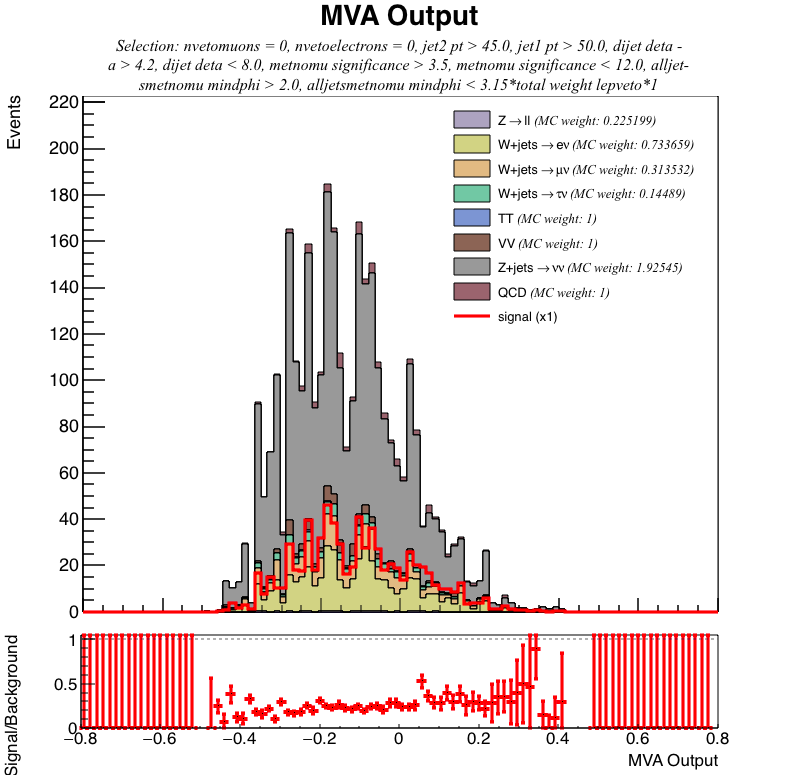 MVA Output
Selection: nvetomuons = 0, nvetoelectrons = 0, jet2 pt > 45.0, jet1 pt > 50.0, dijet deta -
a > 4.2, dijet deta < 8.0, metnomu significance > 3.5, metnomu significance < 12.0, alljet-
smetnomu mindphi > 2.0, alljetsmetnomu mindphi < 3.15*total weight lepveto*1
Events
220
200
180
160
140
120
100
80
60
40
20
0
Z→ll (MC weight: 0.225199)
W+jets→eν (MC weight: 0.733659)
W+jets→μν (MC weight: 0.313532)
W+jets→τν (MC weight: 0.14489)
TT (MC weight: 1)
VV (MC weight: 1)
Z+jets→νν (MC weight: 1.92545)
QCD (MC weight: 1)
signal (x1)
Signal/Background
1
0.5
0
−0.8 −0.6 −0.4 −0.2 0 0.2 0.4 0.6 0.8
MVA Output